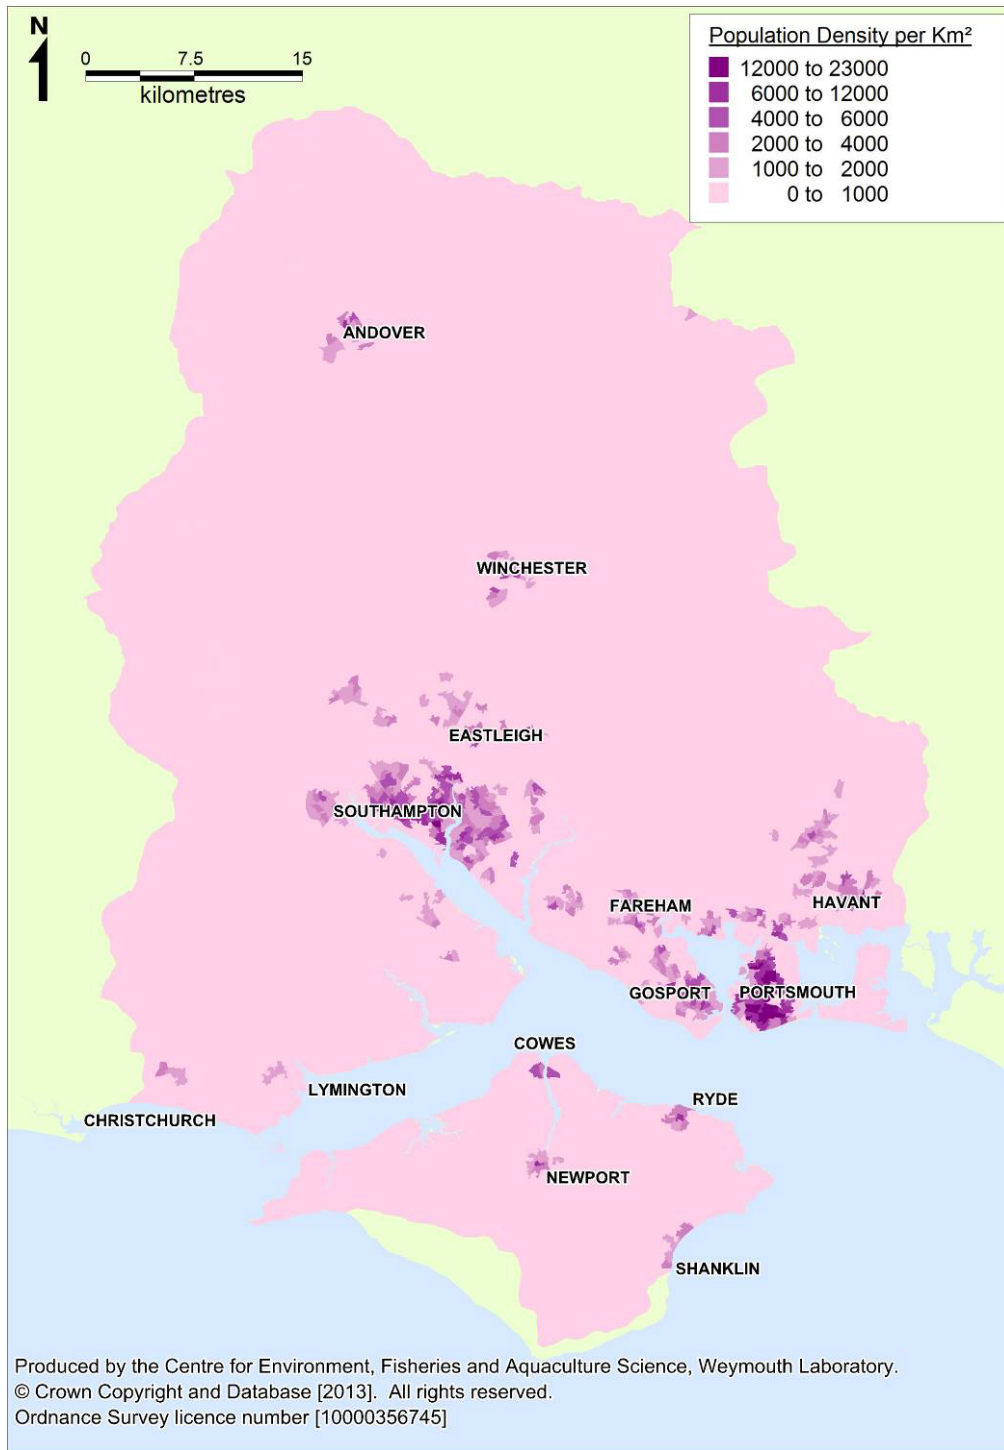 N
0 7.5 15
kilometres
Population Density per Km²
12000 to 23000
6000 to 12000
4000 to 6000
2000 to 4000
1000 to 2000
0 to 1000
ANDOVER
WINCHESTER
EASTLEIGH
SOUTHAMPTON
HAVANT
FAREHAM
GOSPORT
PORTSMOUTH
COWES
LYMINGTON
RYDE
CHRISTCHURCH
NEWPORT
SHANKLIN
Produced by the Centre for Environment, Fisheries and Aquaculture Science, Weymouth Laboratory.
© Crown Copyright and Database [2013]. All rights reserved.
Ordnance Survey licence number [10000356745]